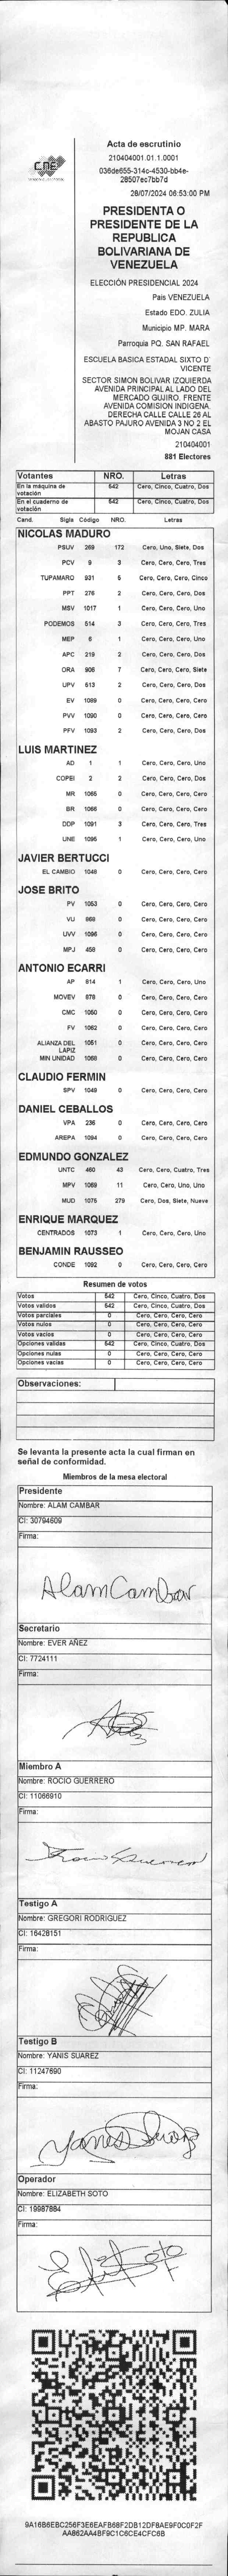 CNE
Acta de escrutinio
210404001.01.1.0001
036de655-314c-4530-bb4e-
28507ec7bb7d
28/07/2024 06:53:00 PM
PRESIDENTA O
PRESIDENTE DE LA
REPUBLICA
BOLIVARIANA DE
VENEZUELA
ELECCIÓN PRESIDENCIAL 2024
Pais VENEZUELA
Estado EDO. ZULIA
Municipio MP. MARA
Parroquia PQ. SAN RAFAEL
ESCUELA BASICA ESTADAL SIXTO D'
VICENTE
SECTOR SIMON BOLIVAR IZQUIERDA
AVENIDA PRINCIPAL AL LADO DEL
MERCADO GUJIRO. FRENTE
AVENIDA COMISION INDIGENA.
DERECHA CALLE CALLE 26 AL
ABASTO PAJURO AVENIDA 3 NO 2 EL
MOJAN CASA
210404001
881 Electores
Votantes NRO. Letras
En la máquina de votación 542 Cero, Cinco, Cuatro, Dos
En el cuaderno de votación 542 Cero, Cinco, Cuatro, Dos
Cand. Sigla Código NRO. Letras
NICOLAS MADURO
PSUV 269 172 Cero, Uno, Siete, Dos
PCV 9 3 Cero, Cero, Cero, Tres
TUPAMARO 931 5 Cero, Cero, Cero, Cinco
PPT 276 2 Cero, Cero, Cero, Dos
MSV 1017 1 Cero, Cero, Cero, Uno
PODEMOS 514 3 Cero, Cero, Cero, Tres
MEP 6 1 Cero, Cero, Cero, Uno
APC 219 2 Cero, Cero, Cero, Dos
ORA 906 7 Cero, Cero, Cero, Siete
UPV 513 2 Cero, Cero, Cero, Dos
EV 1089 0 Cero, Cero, Cero, Cero
PVV 1090 0 Cero, Cero, Cero, Cero
PFV 1093 2 Cero, Cero, Cero, Dos
LUIS MARTINEZ
AD 1 1 Cero, Cero, Cero, Uno
COPEI 2 2 Cero, Cero, Cero, Dos
MR 1065 0 Cero, Cero, Cero, Cero
BR 1066 0 Cero, Cero, Cero, Cero
DDP 1091 3 Cero, Cero, Cero, Tres
UNE 1095 1 Cero, Cero, Cero, Uno
JAVIER BERTUCCI
EL CAMBIO 1048 0 Cero, Cero, Cero, Cero
JOSE BRITO
PV 1053 0 Cero, Cero, Cero, Cero
VU 868 0 Cero, Cero, Cero, Cero
UVV 1096 0 Cero, Cero, Cero, Cero
MPJ 458 0 Cero, Cero, Cero, Cero
ANTONIO ECARRI
AP 814 1 Cero, Cero, Cero, Uno
MOVEV 878 0 Cero, Cero, Cero, Cero
CMC 1050 0 Cero, Cero, Cero, Cero
FV 1062 0 Cero, Cero, Cero, Cero
ALIANZA DEL LAPIZ 1051 0 Cero, Cero, Cero, Cero
MIN UNIDAD 1068 0 Cero, Cero, Cero, Cero
CLAUDIO FERMIN
SPV 1049 0 Cero, Cero, Cero, Cero
DANIEL CEBALLOS
VPA 236 0 Cero, Cero, Cero, Cero
AREPA 1094 0 Cero, Cero, Cero, Cero
EDMUNDO GONZALEZ
UNTC 460 43 Cero, Cero, Cuatro, Tres
MPV 1069 11 Cero, Cero, Uno, Uno
MUD 1075 279 Cero, Dos, Siete, Nueve
ENRIQUE MARQUEZ
CENTRADOS 1073 1 Cero, Cero, Cero, Uno
BENJAMIN RAUSSEO
CONDE 1092 0 Cero, Cero, Cero, Cero
Resumen de votos
Votos 542 Cero, Cinco, Cuatro, Dos
Votos validos 542 Cero, Cinco, Cuatro, Dos
Votos parciales 0 Cero, Cero, Cero, Cero
Votos nulos 0 Cero, Cero, Cero, Cero
Votos vacios 0 Cero, Cero, Cero, Cero
Opciones validas 542 Cero, Cinco, Cuatro, Dos
Opciones nulas 0 Cero, Cero, Cero, Cero
Opciones vacias 0 Cero, Cero, Cero, Cero
Observaciones:
Se levanta la presente acta la cual firman en
señal de conformidad.
Miembros de la mesa electoral
Presidente
Nombre: ALAM CAMBAR
CI: 30794609
Firma:
Alam Cambar
Secretario
Nombre: EVER AÑEZ
CI: 7724111
Firma:
Miembro A
Nombre: ROCIO GUERRERO
CI: 11066910
Firma:
Testigo A
Nombre: GREGORI RODRIGUEZ
CI: 16428151
Firma:
Testigo B
Nombre: YANIS SUAREZ
CI: 11247690
Firma:
Operador
Nombre: ELIZABETH SOTO
CI: 19987884
Firma:
9A16B6EBC256F3E6EAFB68F2DB12DF8AE9F0C0F2F
AA862AA4BF9C1C6CE4CFC6B